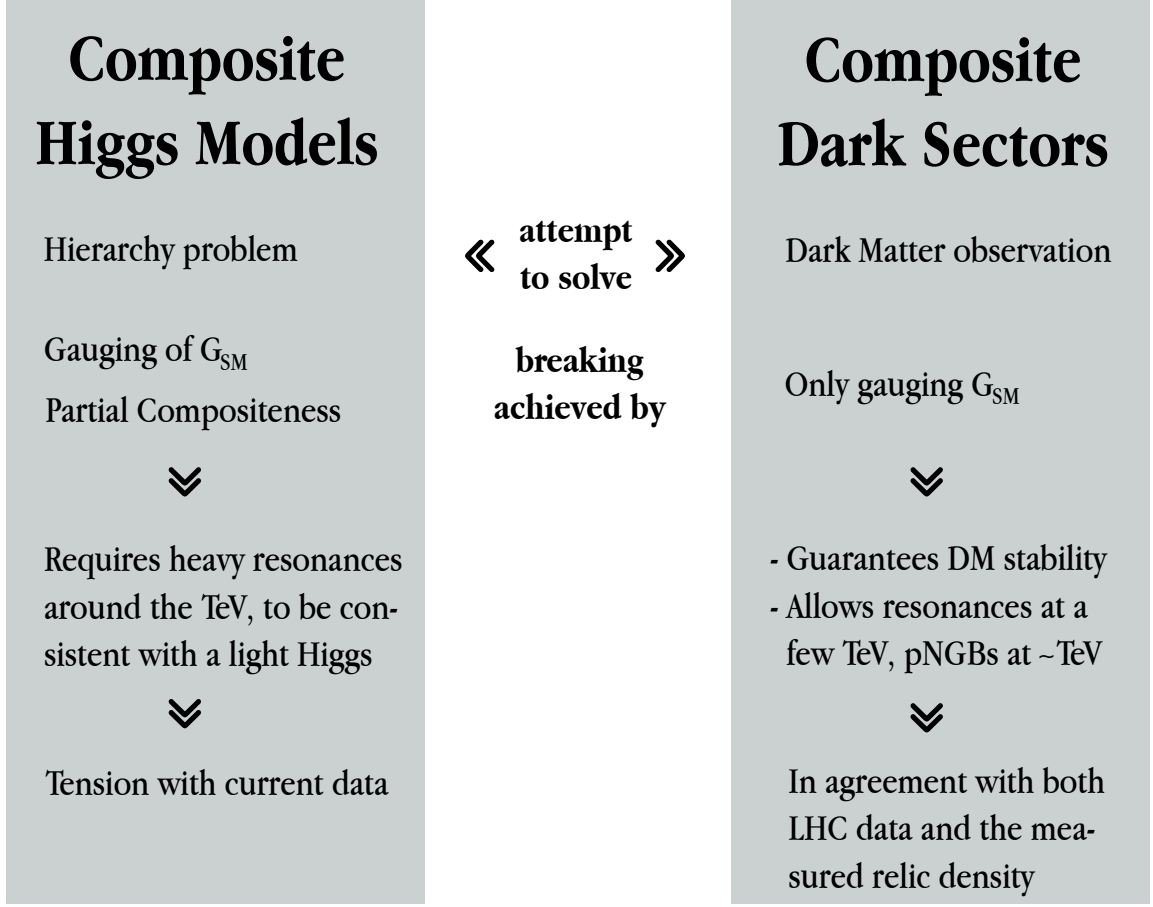 Composite
Higgs Models
Hierarchy problem
Gauging of G_SM
Partial Compositeness
Requires heavy resonances
around the TeV, to be con-
sistent with a light Higgs
Tension with current data
attempt
to solve
breaking
achieved by
Composite
Dark Sectors
Dark Matter observation
Only gauging G_SM
- Guarantees DM stability
- Allows resonances at a
few TeV, pNGBs at ~TeV
In agreement with both
LHC data and the mea-
sured relic density